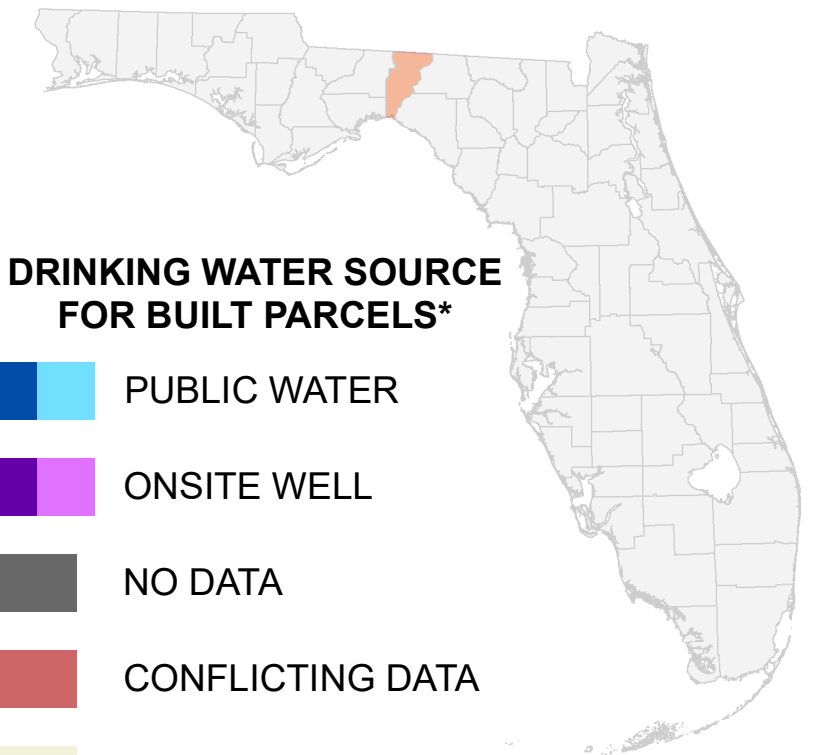 DRINKING WATER SOURCE
FOR BUILT PARCELS*
PUBLIC WATER
ONSITE WELL
NO DATA
CONFLICTING DATA